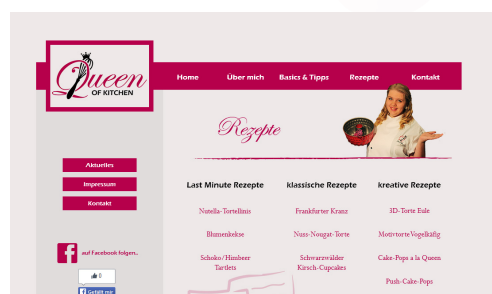 Queen
OF KITCHEN
Home Über mich Basics & Tipps Rezepte Kontakt
Rezepte
Aktuelles
Impressum
Kontakt
auf Facebook folgen..
0
Gefällt mir
Last Minute Rezepte
Nutella-Tortellinis
Blumenkekse
Schoko/Himbeer
Tartlets
klassische Rezepte
Frankfurter Kranz
Nuss-Nougat-Torte
Schwarzwälder
Kirsch-Cupcakes
kreative Rezepte
3D-Torte Eule
Motivtorte Vogelkäfig
Cake-Pops a la Queen
Push-Cake-Pops